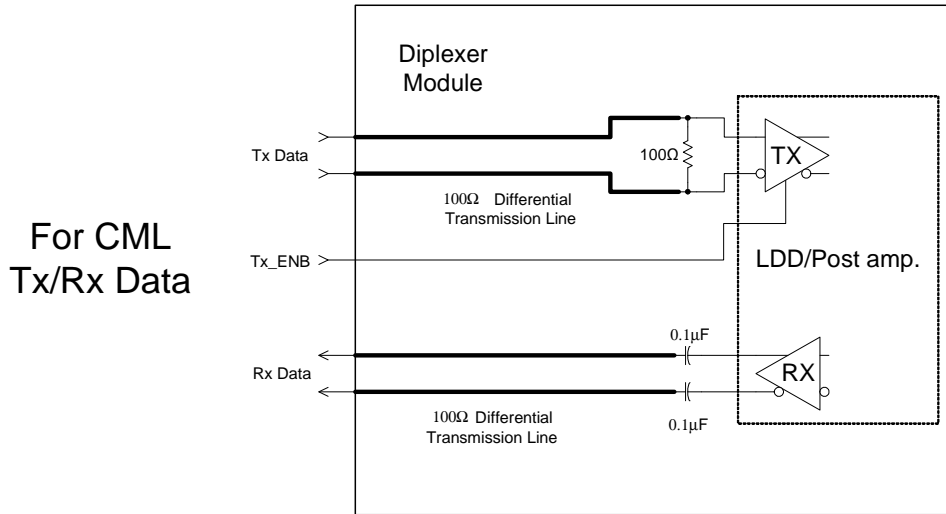 Diplexer
Module
Tx Data
100Ω
TX
100Ω Differential
Transmission Line
For CML
Tx/Rx Data
Tx_ENB
LDD/Post amp.
0.1µF
Rx Data
RX
100Ω Differential
Transmission Line
0.1µF